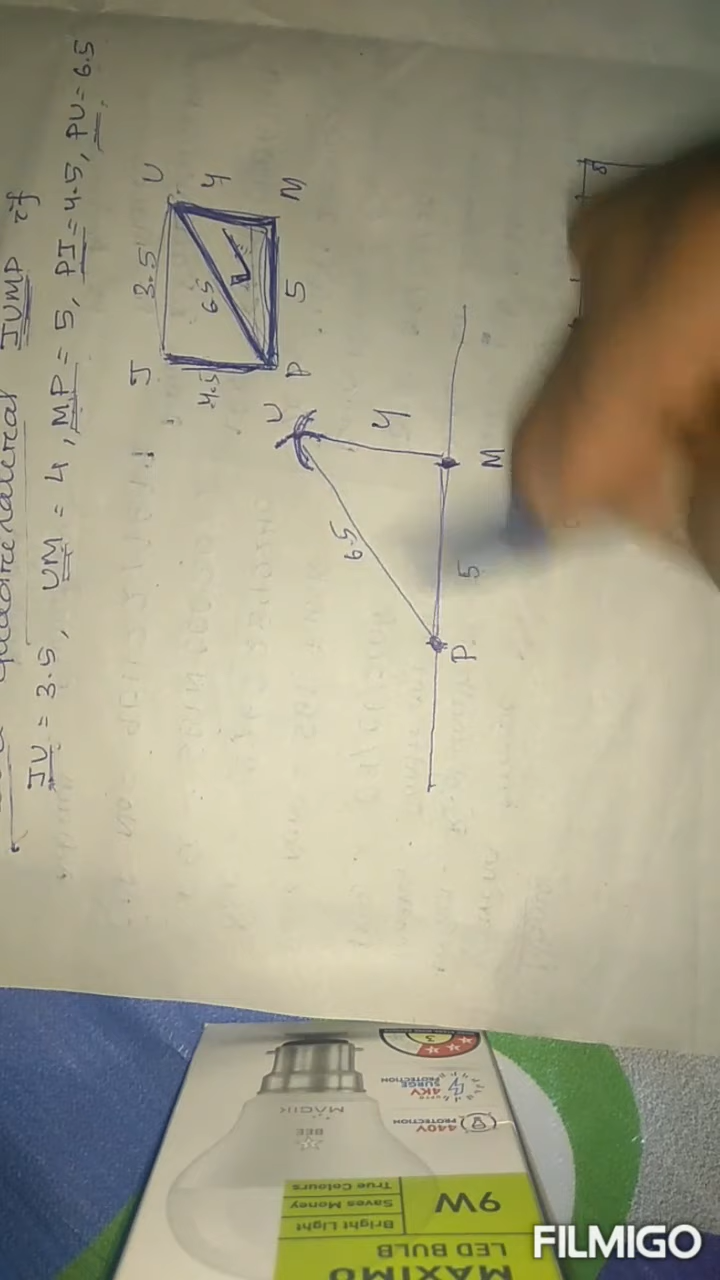 quadrilateral JUMP if
JU = 3.5, UM = 4, MP = 5, PJ = 4.5, PU = 6.5
J 3.5 U
4.5 6.5 4
P 5 M
U
6.5 4
P 5 M
MAXIMO
LED BULB
9W
Bright Light
Saves Money
True Colours
440V
PROTECTION
4KV
SURGE
PROTECTION
BEE
MAGIK
3
FILMIGO